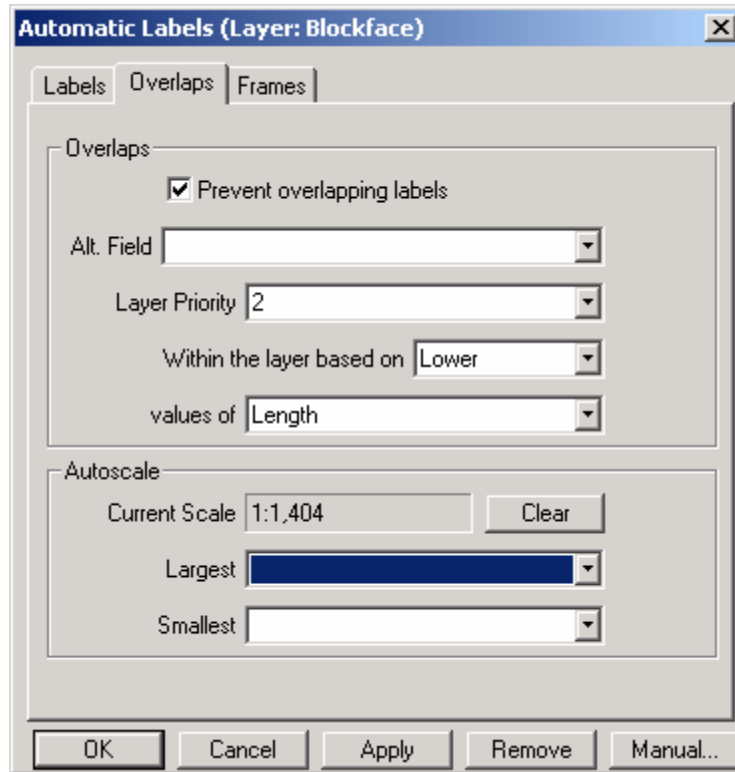 Automatic Labels (Layer: Blockface)
Labels Overlaps Frames
Overlaps
Prevent overlapping labels
Alt. Field
Layer Priority 2
Within the layer based on Lower
values of Length
Autoscale
Current Scale 1:1,404 Clear
Largest
Smallest
OK Cancel Apply Remove Manual...